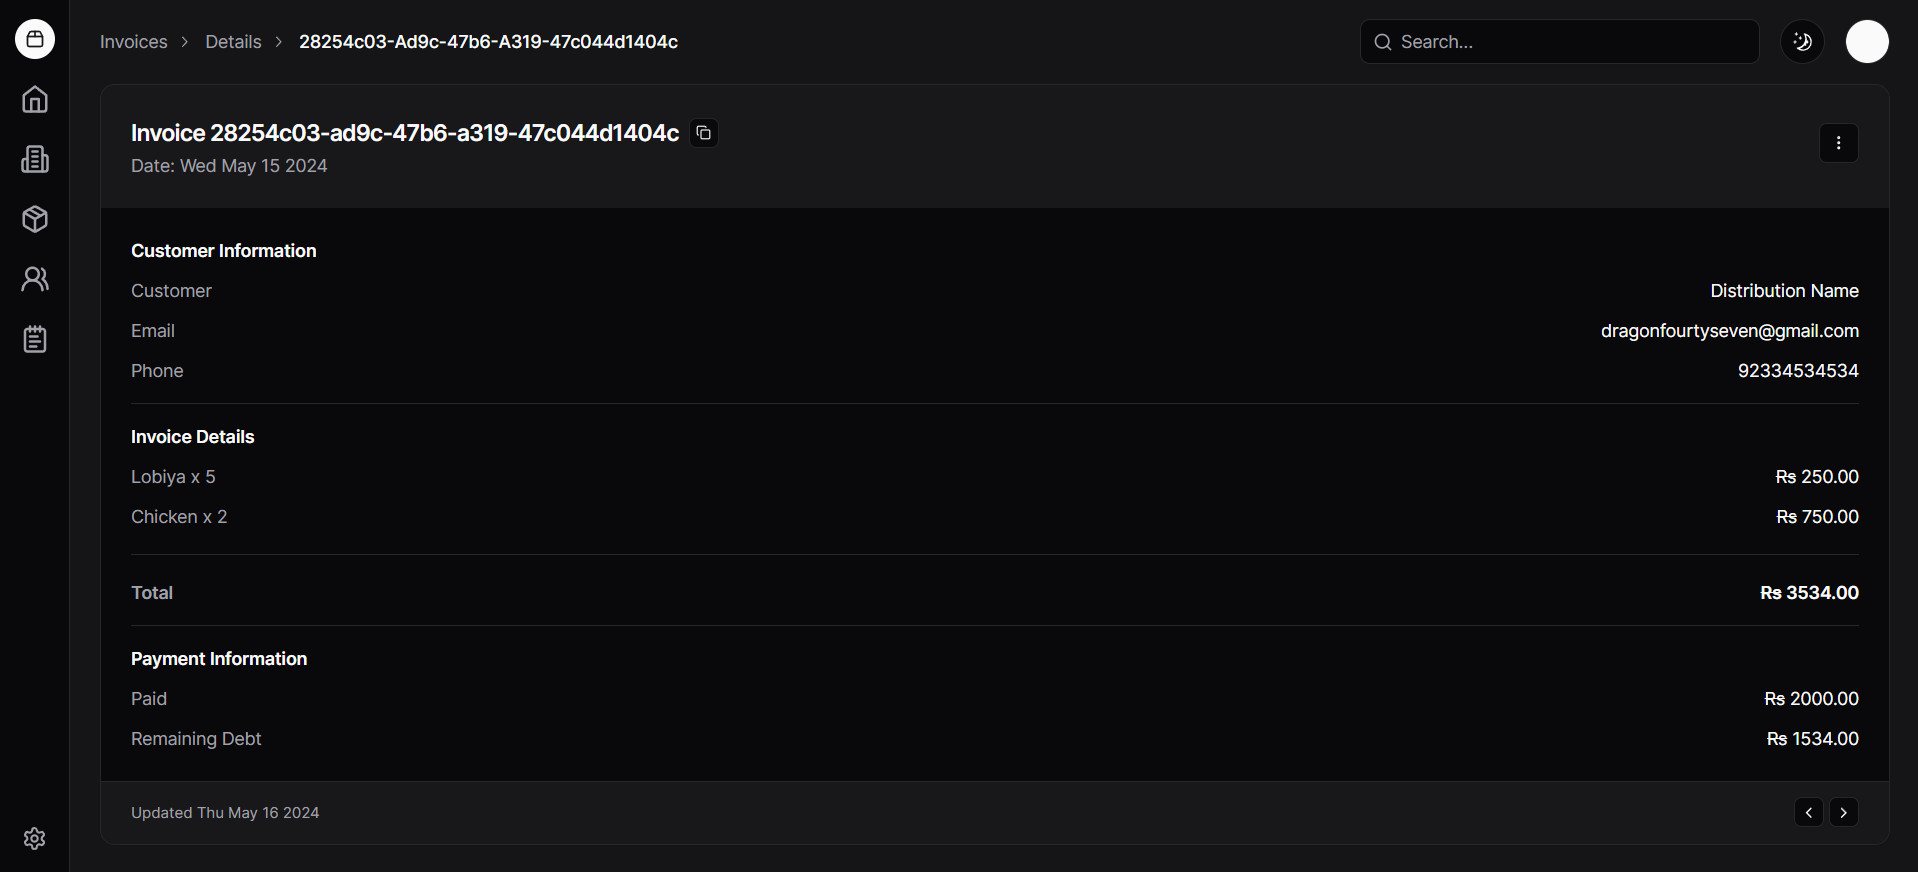 Invoices > Details > 28254c03-Ad9c-47b6-A319-47c044d1404c
Search...
Invoice 28254c03-ad9c-47b6-a319-47c044d1404c
Date: Wed May 15 2024
Customer Information
Customer Distribution Name
Email dragonfourtyseven@gmail.com
Phone 92334534534
Invoice Details
Lobiya x 5 Rs 250.00
Chicken x 2 Rs 750.00
Total Rs 3534.00
Payment Information
Paid Rs 2000.00
Remaining Debt Rs 1534.00
Updated Thu May 16 2024